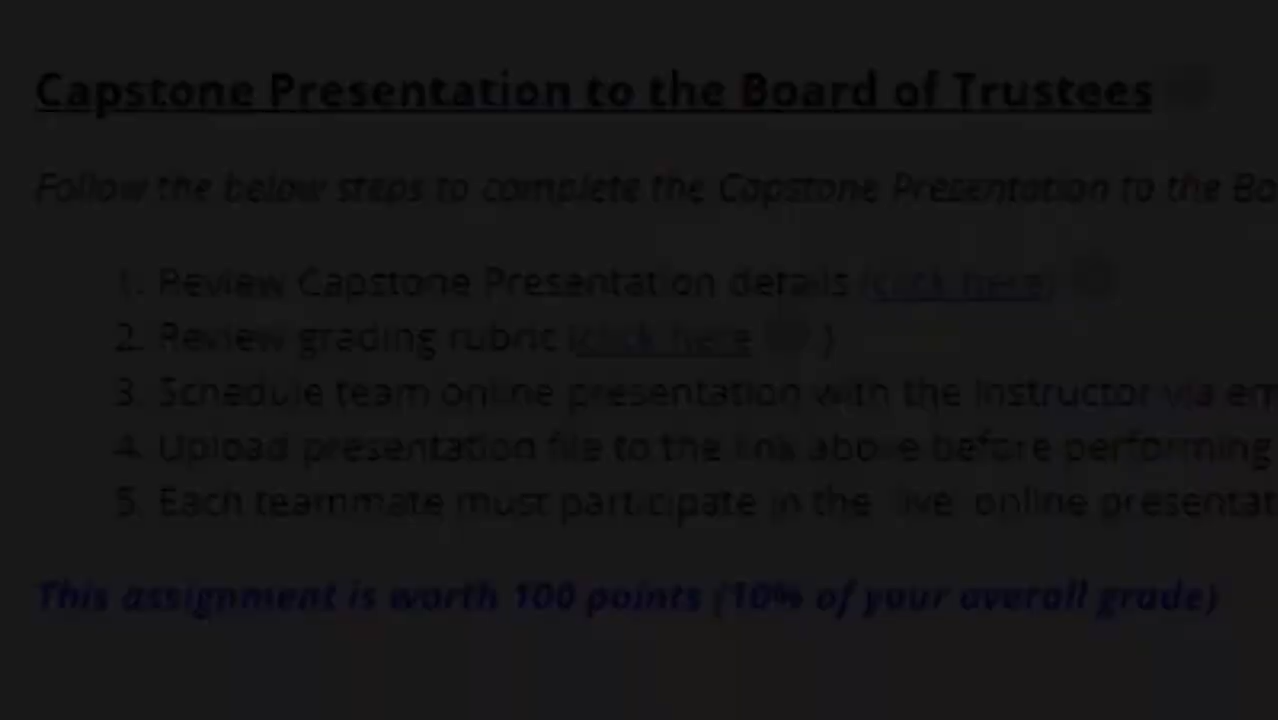 Capstone Presentation to the Board of Trustees
Follow the below steps to complete the Capstone Presentation to the Bo
1. Review Capstone Presentation details (click here)
2. Review grading rubric (click here )
3. Schedule team online presentation with the instructor via em
4. Upload presentation file to the link above before performing
5. Each teammate must participate in the 'live' online presentat
This assignment is worth 100 points (10% of your overall grade)